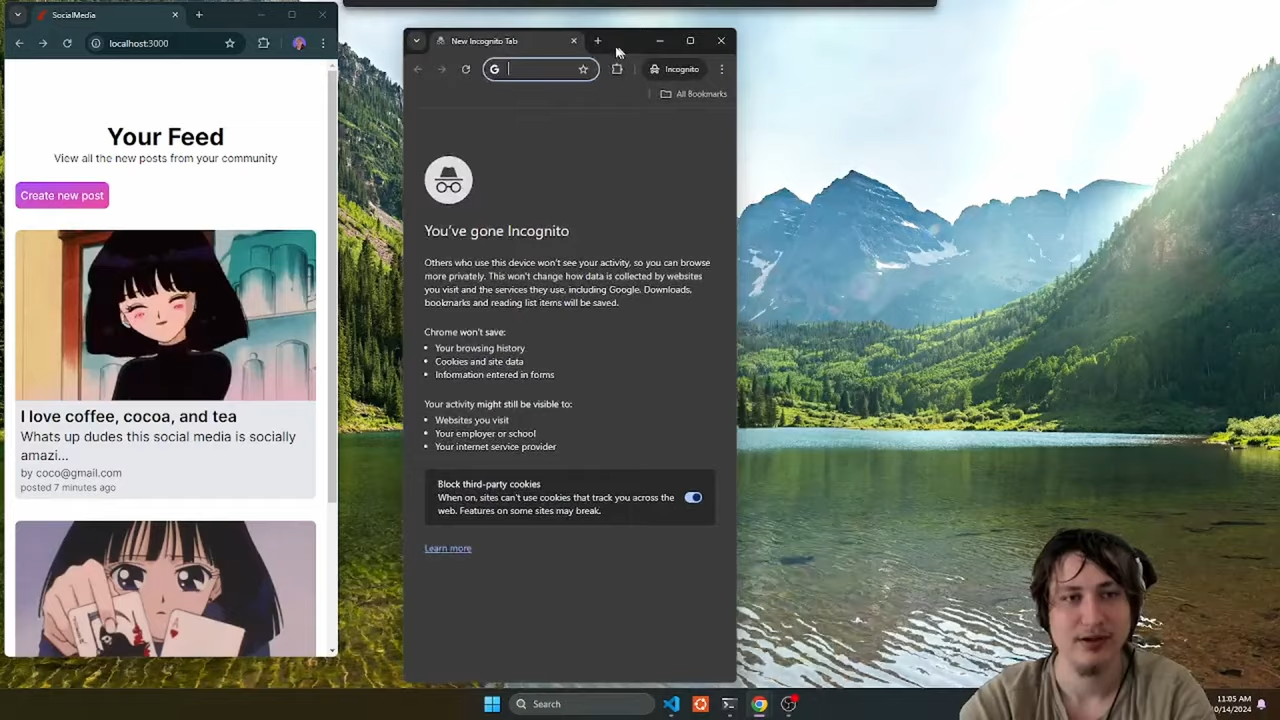 SocialMedia
localhost:3000
Your Feed
View all the new posts from your community
Create new post
I love coffee, cocoa, and tea
Whats up dudes this social media is socially
amazi...
by coco@gmail.com
posted 7 minutes ago
New Incognito Tab
Incognito
All Bookmarks
You've gone Incognito
Others who use this device won't see your activity, so you can browse
more privately. This won't change how data is collected by websites
you visit and the services they use, including Google. Downloads,
bookmarks and reading list items will be saved.
Chrome won't save:
Your browsing history
Cookies and site data
Information entered in forms
Your activity might still be visible to:
Websites you visit
Your employer or school
Your internet service provider
Block third-party cookies
When on, sites can't use cookies that track you across the
web. Features on some sites may break.
Learn more
Search
11:05 AM
0/14/2024